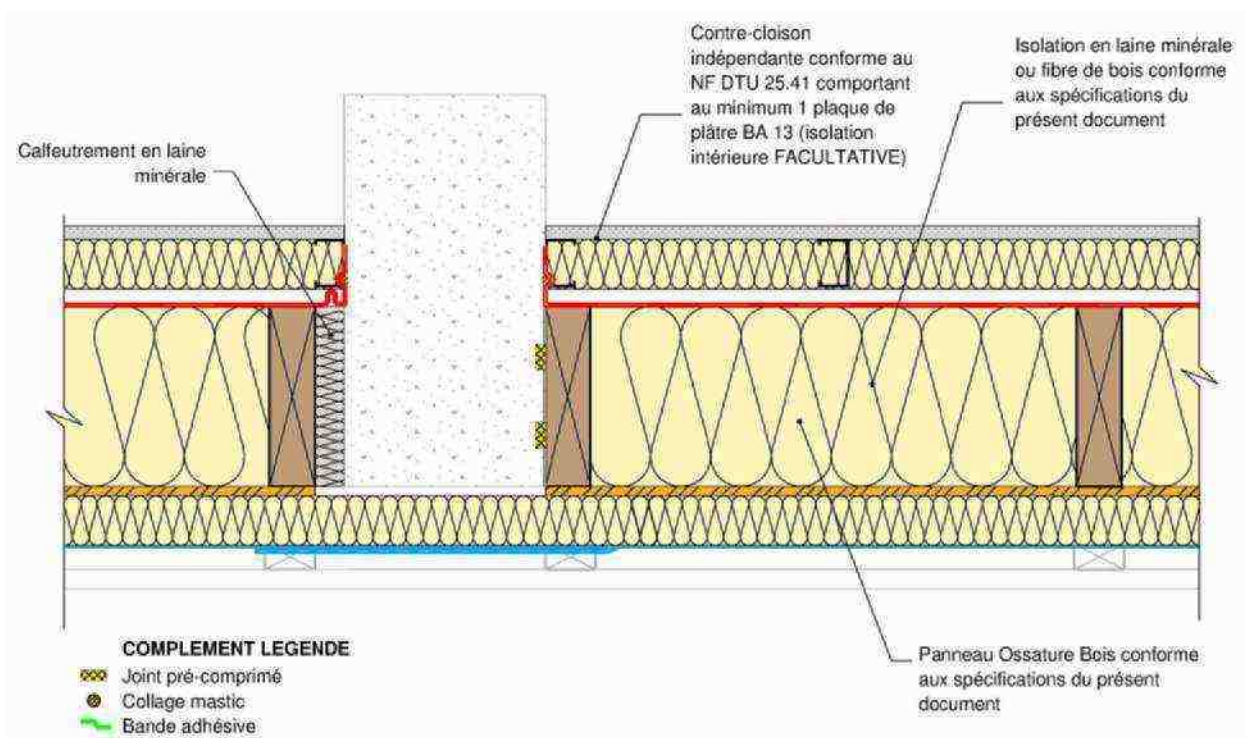 Contre-cloison
indépendante conforme au
NF DTU 25.41 comportant
au minimum 1 plaque de
plâtre BA 13 (isolation
intérieure FACULTATIVE)
Isolation en laine minérale
ou fibre de bois conforme
aux spécifications du
présent document
Calfeutrement en laine
minérale
COMPLEMENT LEGENDE
Joint pré-comprimé
Collage mastic
Bande adhésive
Panneau Ossature Bois conforme
aux spécifications du présent
document